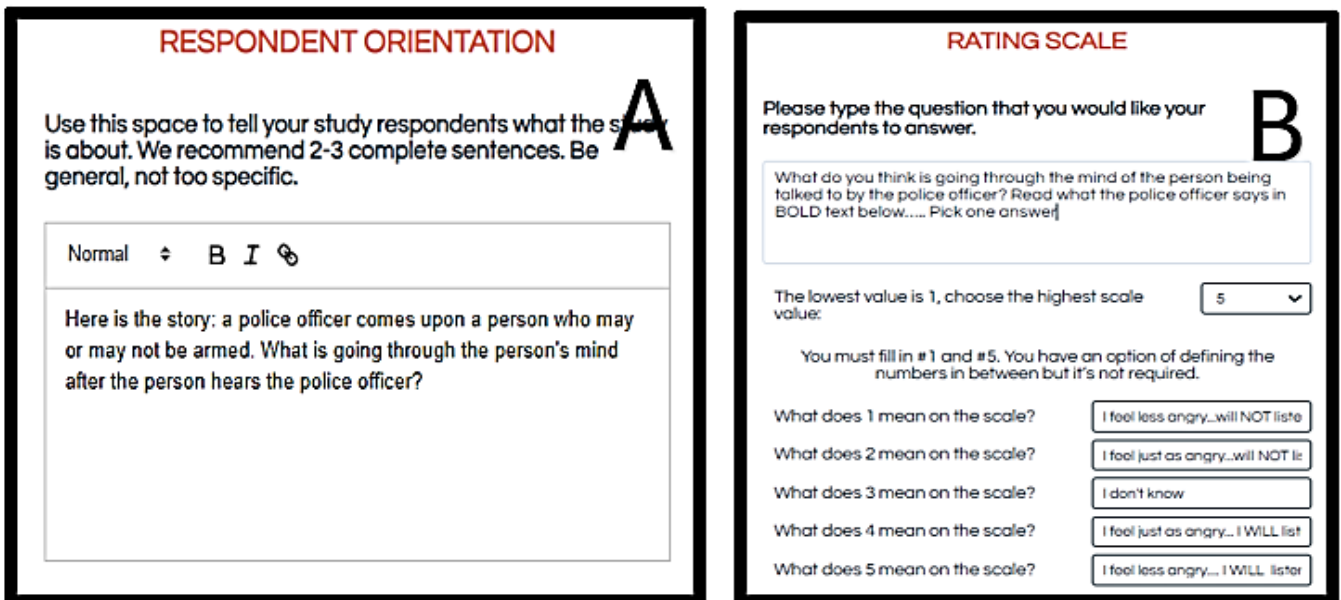 RESPONDENT ORIENTATION
A
Use this space to tell your study respondents what the study
is about. We recommend 2-3 complete sentences. Be
general, not too specific.
Normal B I
Here is the story: a police officer comes upon a person who may
or may not be armed. What is going through the person's mind
after the person hears the police officer?
RATING SCALE
B
Please type the question that you would like your
respondents to answer.
What do you think is going through the mind of the person being
talked to by the police officer? Read what the police officer says in
BOLD text below..... Pick one answer
The lowest value is 1, choose the highest scale
value:
5
You must fill in #1 and #5. You have an option of defining the
numbers in between but it's not required.
What does 1 mean on the scale? I feel less angry...will NOT liste
What does 2 mean on the scale? I feel just as angry...will NOT li
What does 3 mean on the scale? I don't know
What does 4 mean on the scale? I feel just as angry... I WILL list
What does 5 mean on the scale? I feel less angry.... I WILL listen